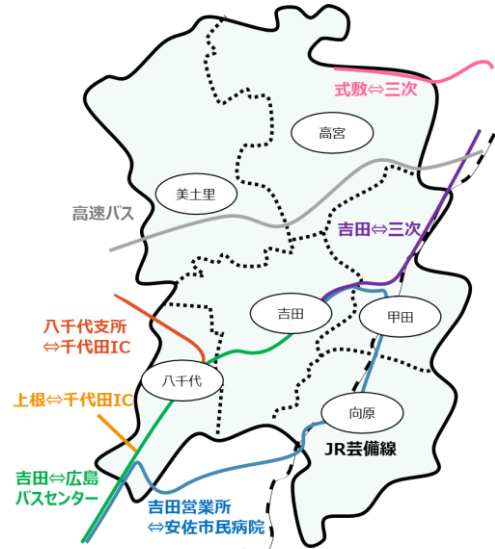 式敷⇔三次
高宮
美土里
高速バス
吉田⇔三次
吉田
甲田
八千代支所
⇔千代田IC
八千代
上根⇔千代田IC
向原
JR芸備線
吉田⇔広島
バスセンター
吉田営業所
⇔安佐市民病院